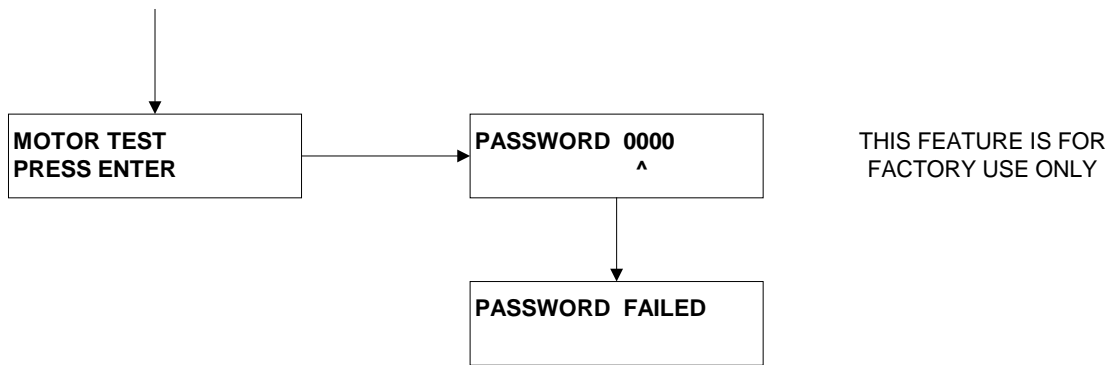 MOTOR TEST
PRESS ENTER
PASSWORD 0000
^
THIS FEATURE IS FOR
FACTORY USE ONLY
PASSWORD FAILED